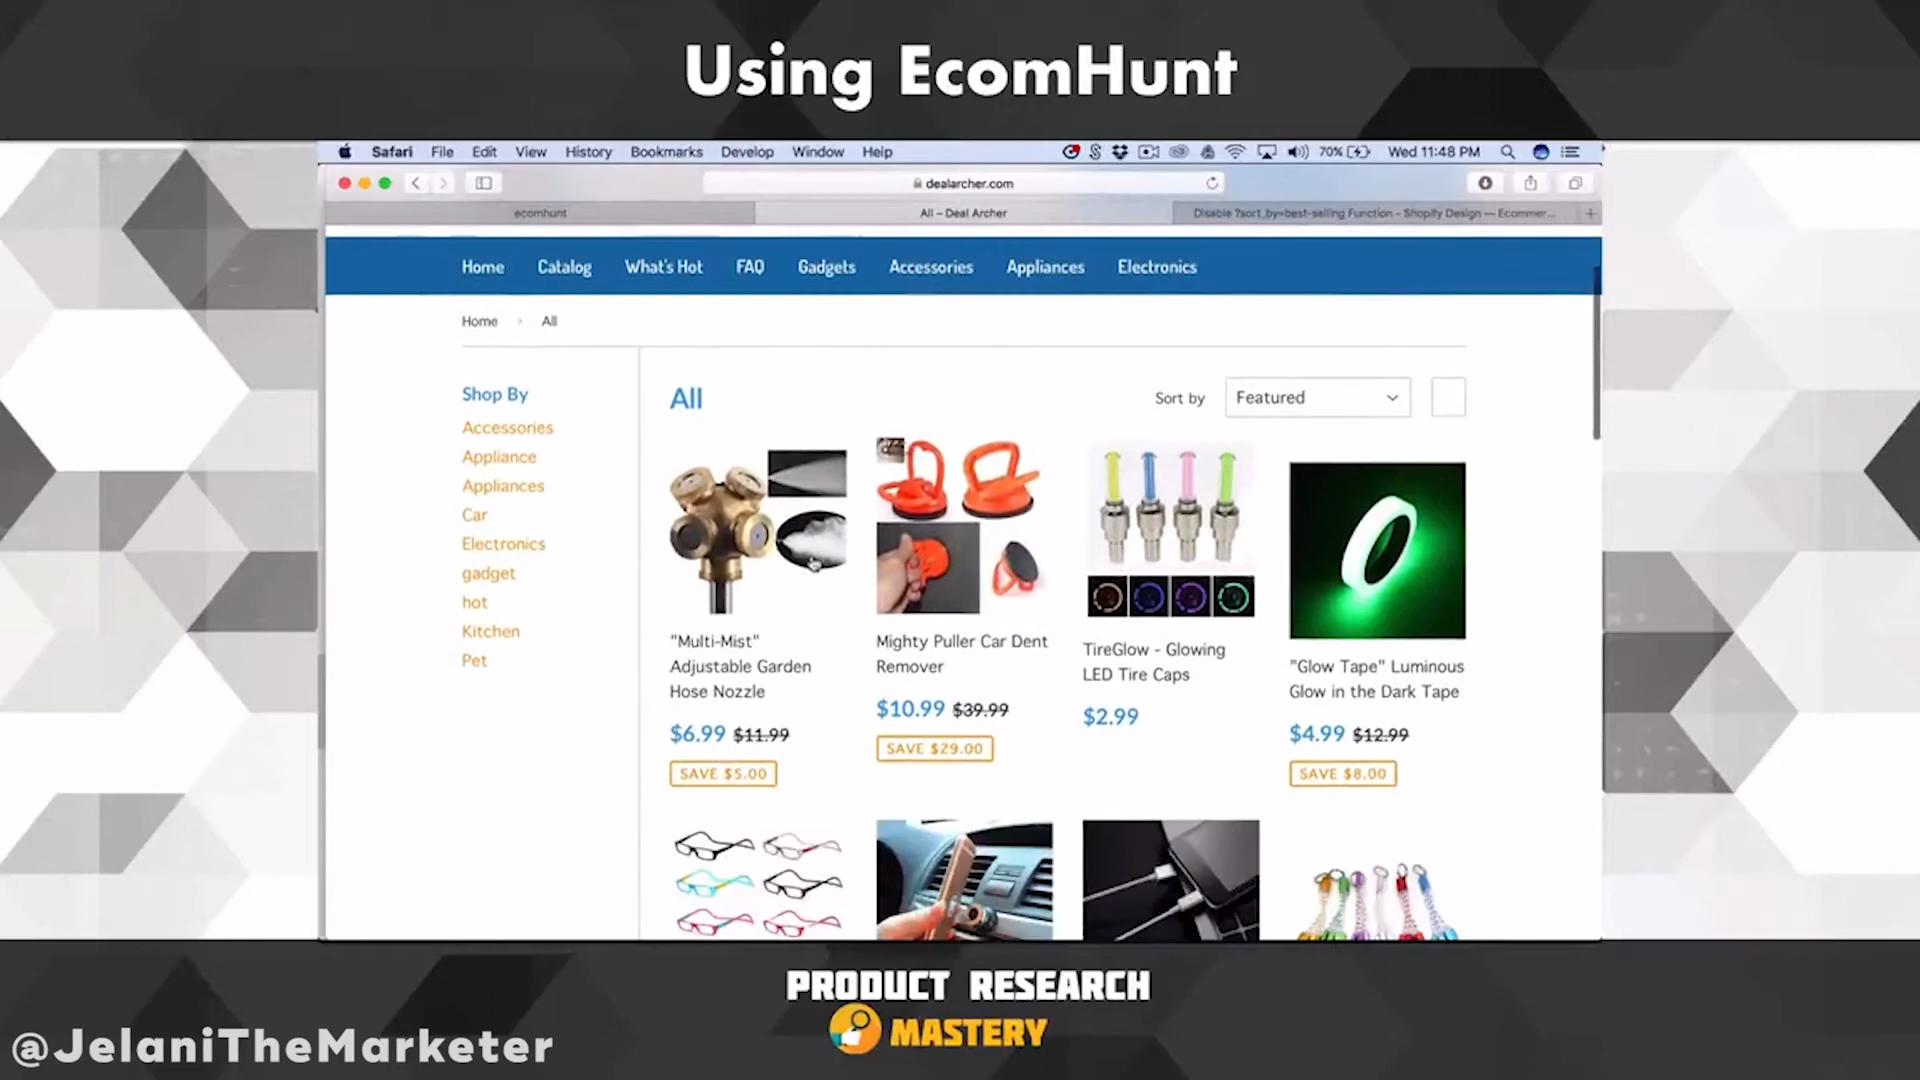 Using EcomHunt
Safari File Edit View History Bookmarks Develop Window Help 70% Wed 11:48 PM
dealarcher.com
ecomhunt
All – Deal Archer
Disable ?sort_by=best-selling Function - Shopify Design — Ecommer...
Home Catalog What's Hot FAQ Gadgets Accessories Appliances Electronics
Home > All
Shop By
Accessories
Appliance
Appliances
Car
Electronics
gadget
hot
Kitchen
Pet
All
Sort by Featured
"Multi-Mist"
Adjustable Garden
Hose Nozzle
$6.99 $11.99
SAVE $5.00
Mighty Puller Car Dent
Remover
$10.99 $39.99
SAVE $29.00
TireGlow - Glowing
LED Tire Caps
$2.99
"Glow Tape" Luminous
Glow in the Dark Tape
$4.99 $12.99
SAVE $8.00
PRODUCT RESEARCH
MASTERY
@JelaniTheMarketer